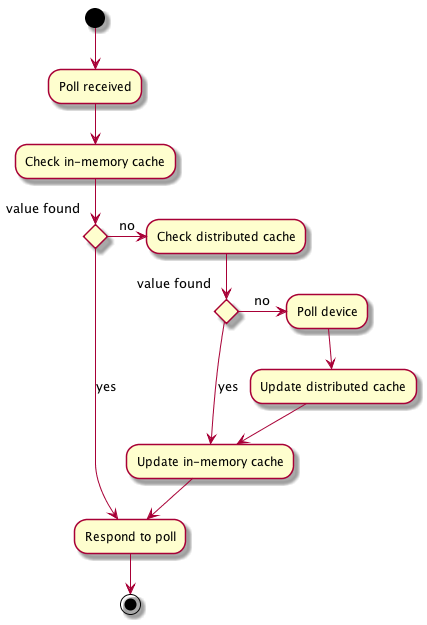 Poll received
Check in-memory cache
value found
no
Check distributed cache
value found
no
Poll device
yes
yes
Update distributed cache
Update in-memory cache
Respond to poll